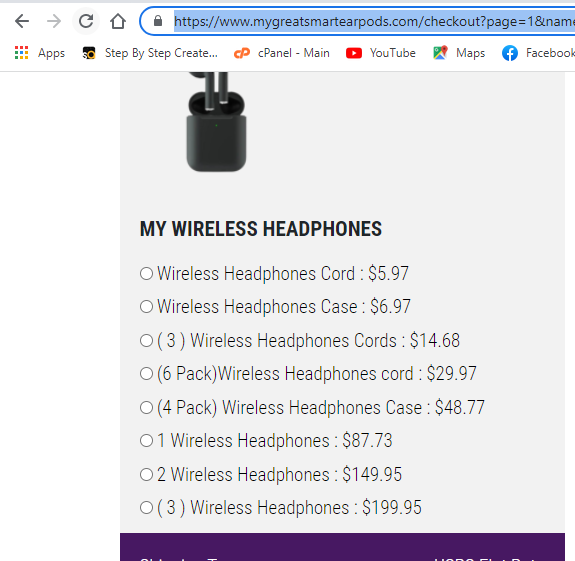 https://www.mygreatsmartearpods.com/checkout?page=1&name
Apps Step By Step Create... cPanel - Main YouTube Maps Facebook
MY WIRELESS HEADPHONES
Wireless Headphones Cord : $5.97
Wireless Headphones Case : $6.97
( 3 ) Wireless Headphones Cords : $14.68
(6 Pack)Wireless Headphones cord : $29.97
(4 Pack) Wireless Headphones Case : $48.77
1 Wireless Headphones : $87.73
2 Wireless Headphones : $149.95
( 3 ) Wireless Headphones : $199.95